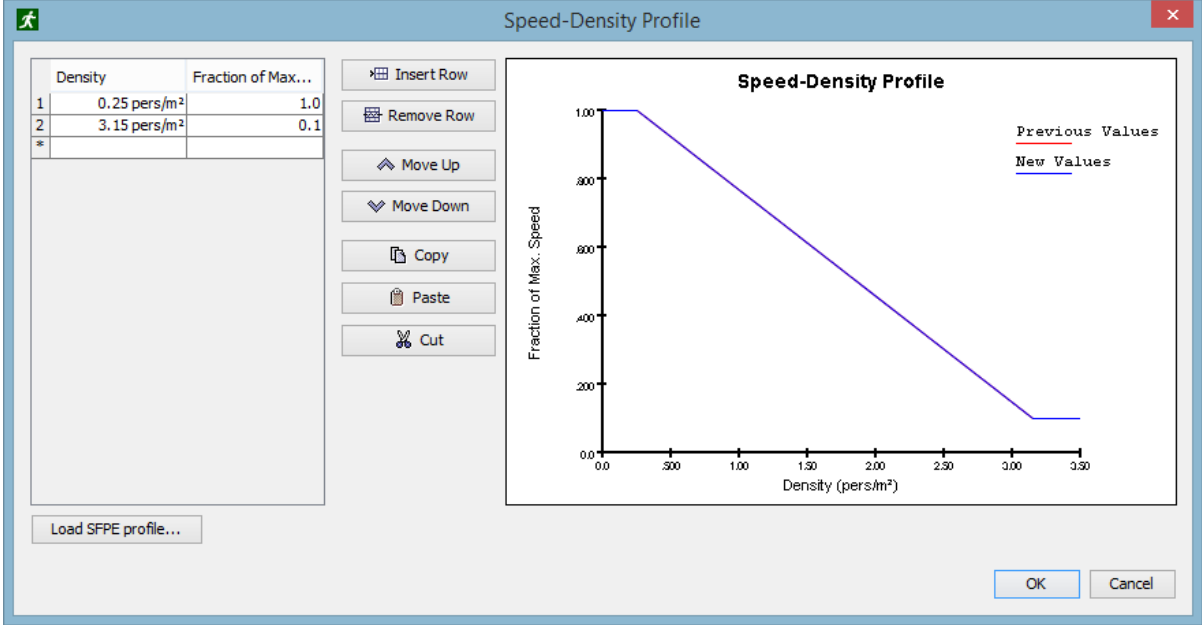 Speed-Density Profile
Density Fraction of Max...
1 0.25 pers/m² 1.0
2 3.15 pers/m² 0.1
*
Insert Row
Remove Row
Move Up
Move Down
Copy
Paste
Cut
Load SFPE profile...
Speed-Density Profile
Previous Values
New Values
Fraction of Max. Speed
1.00
.800
.600
.400
.200
0.0
0.0 .500 1.00 1.50 2.00 2.50 3.00 3.50
Density (pers/m²)
OK Cancel